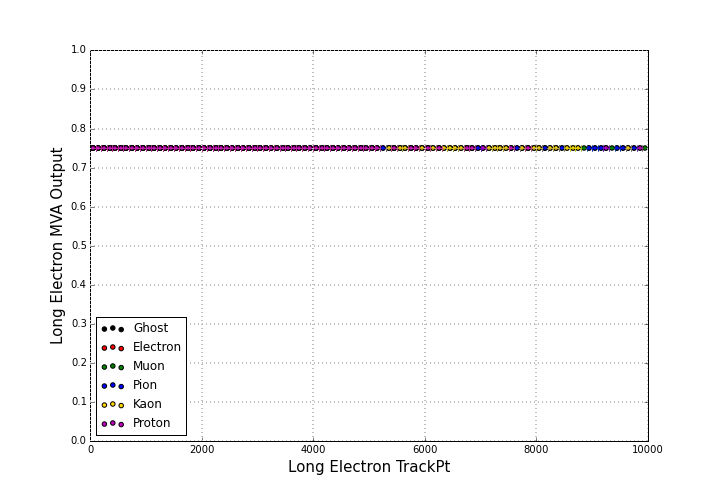 1.0
0.9
0.8
0.7
0.6
0.5
0.4
0.3
0.2
0.1
0.0
Long Electron MVA Output
Ghost
Electron
Muon
Pion
Kaon
Proton
0 2000 4000 6000 8000 10000
Long Electron TrackPt